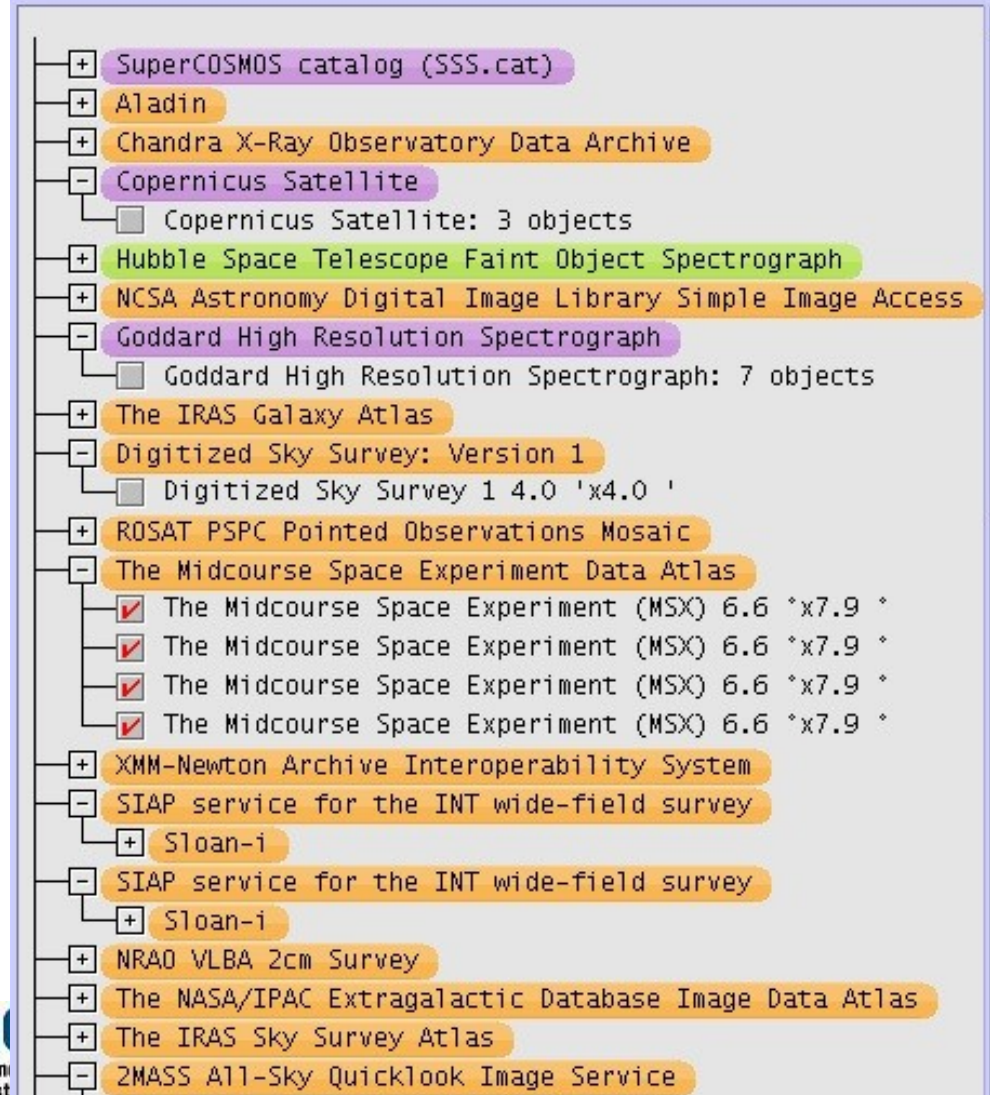 SuperCOSMOS catalog (SSS.cat)
Aladin
Chandra X-Ray Observatory Data Archive
Copernicus Satellite
Copernicus Satellite: 3 objects
Hubble Space Telescope Faint Object Spectrograph
NCSA Astronomy Digital Image Library Simple Image Access
Goddard High Resolution Spectrograph
Goddard High Resolution Spectrograph: 7 objects
The IRAS Galaxy Atlas
Digitized Sky Survey: Version 1
Digitized Sky Survey 1 4.0 'x4.0 '
ROSAT PSPC Pointed Observations Mosaic
The Midcourse Space Experiment Data Atlas
The Midcourse Space Experiment (MSX) 6.6 °x7.9 °
The Midcourse Space Experiment (MSX) 6.6 °x7.9 °
The Midcourse Space Experiment (MSX) 6.6 °x7.9 °
The Midcourse Space Experiment (MSX) 6.6 °x7.9 °
XMM-Newton Archive Interoperability System
SIAP service for the INT wide-field survey
Sloan-i
SIAP service for the INT wide-field survey
Sloan-i
NRAO VLBA 2cm Survey
The NASA/IPAC Extragalactic Database Image Data Atlas
The IRAS Sky Survey Atlas
2MASS All-Sky Quicklook Image Service